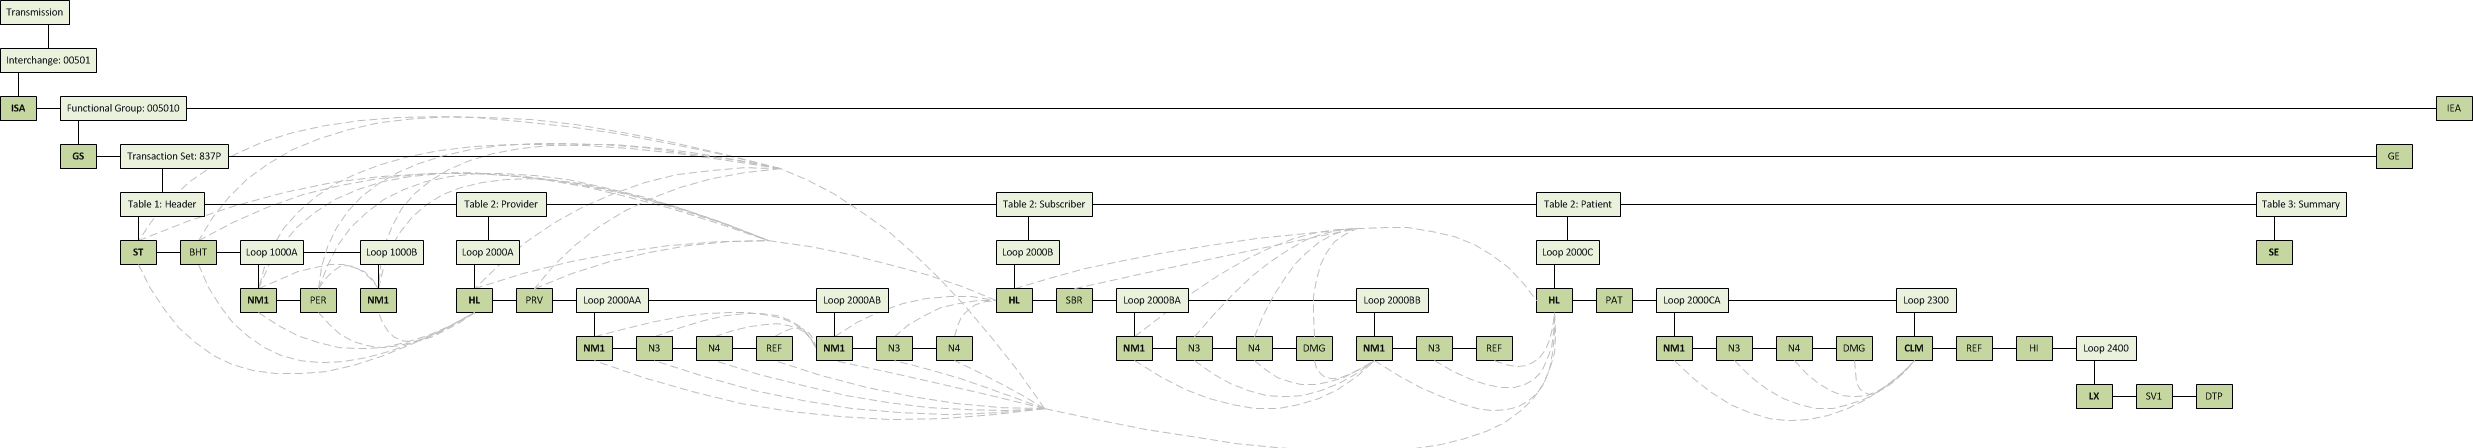 Transmission
Interchange: 00501
ISA
Functional Group: 005010
IEA
GS
Transaction Set: 837P
GE
Table 1: Header
Table 2: Provider
Table 2: Subscriber
Table 2: Patient
Table 3: Summary
ST
BHT
Loop 1000A
Loop 1000B
Loop 2000A
Loop 2000B
Loop 2000C
SE
NM1
PER
NM1
HL
PRV
Loop 2000AA
Loop 2000AB
HL
SBR
Loop 2000BA
Loop 2000BB
HL
PAT
Loop 2000CA
Loop 2300
NM1
N3
N4
REF
NM1
N3
N4
NM1
N3
N4
DMG
NM1
N3
REF
NM1
N3
N4
DMG
CLM
REF
HI
Loop 2400
LX
SV1
DTP